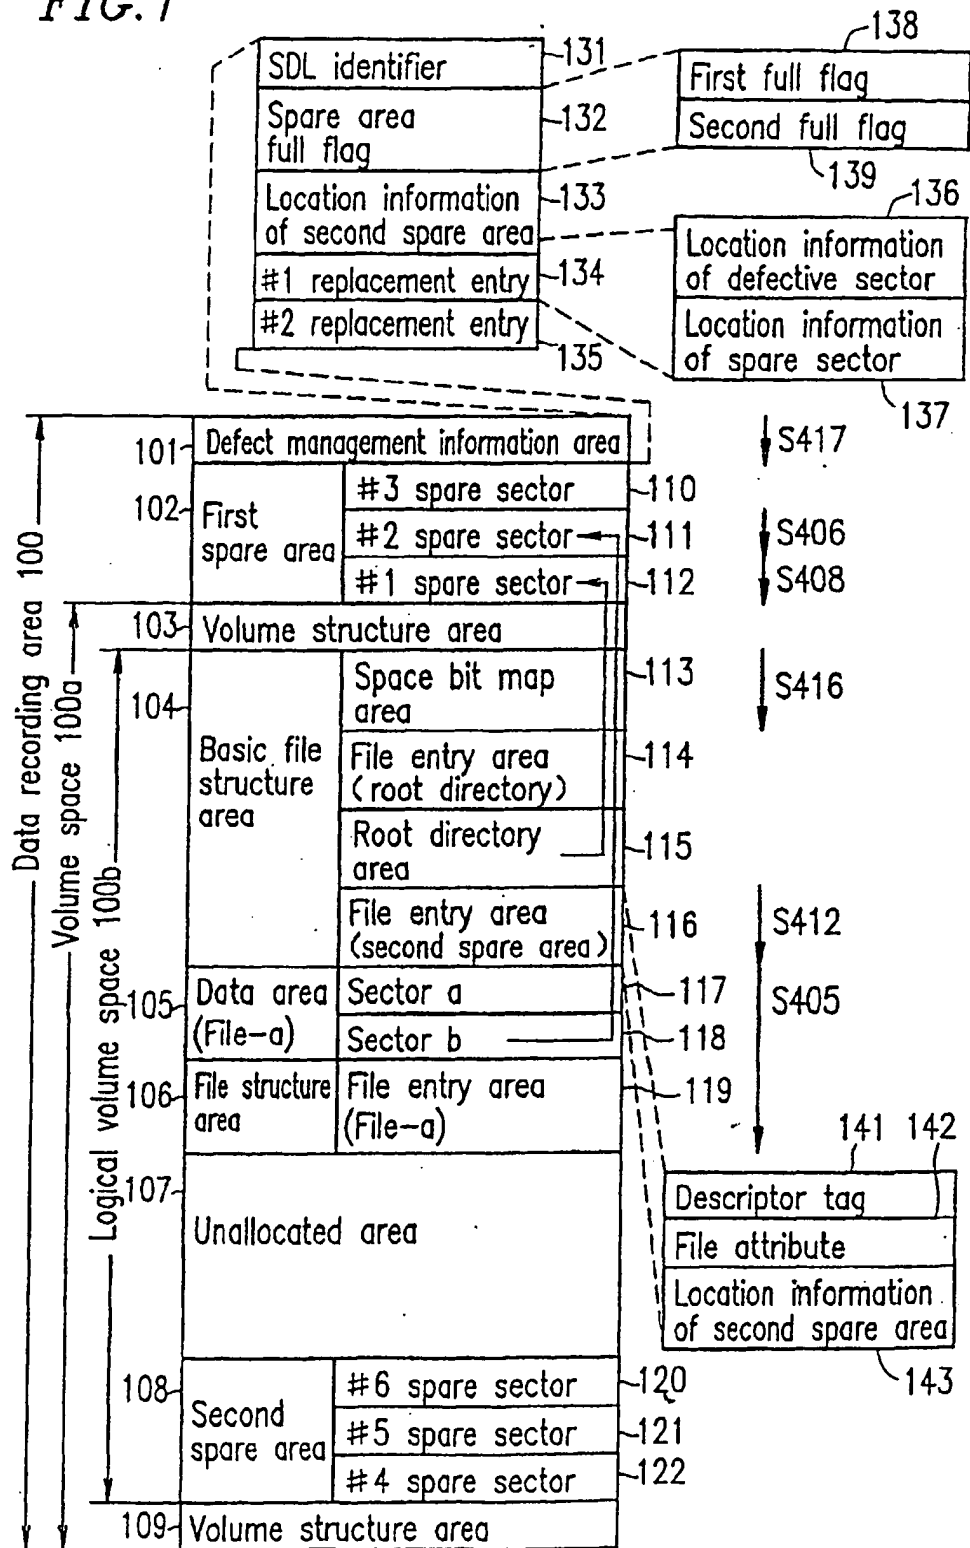 FIG. 1
SDL identifier
131
Spare area
full flag
132
Location information
of second spare area
133
#1 replacement entry
134
#2 replacement entry
135
138
First full flag
Second full flag
139
136
Location information
of defective sector
Location information
of spare sector
137
Data recording area 100
Volume space 100a
Logical volume space 100b
101
Defect management information area
102
First
spare area
#3 spare sector
110
#2 spare sector
111
#1 spare sector
112
103
Volume structure area
104
Basic file
structure
area
Space bit map
area
113
File entry area
(root directory)
114
Root directory
area
115
File entry area
(second spare area)
116
105
Data area
(File-a)
Sector a
117
Sector b
118
106
File structure
area
File entry area
(File-a)
119
107
Unallocated area
108
Second
spare area
#6 spare sector
120
#5 spare sector
121
#4 spare sector
122
109
Volume structure area
S417
S406
S408
S416
S412
S405
141 142
Descriptor tag
File attribute
Location information
of second spare area
143